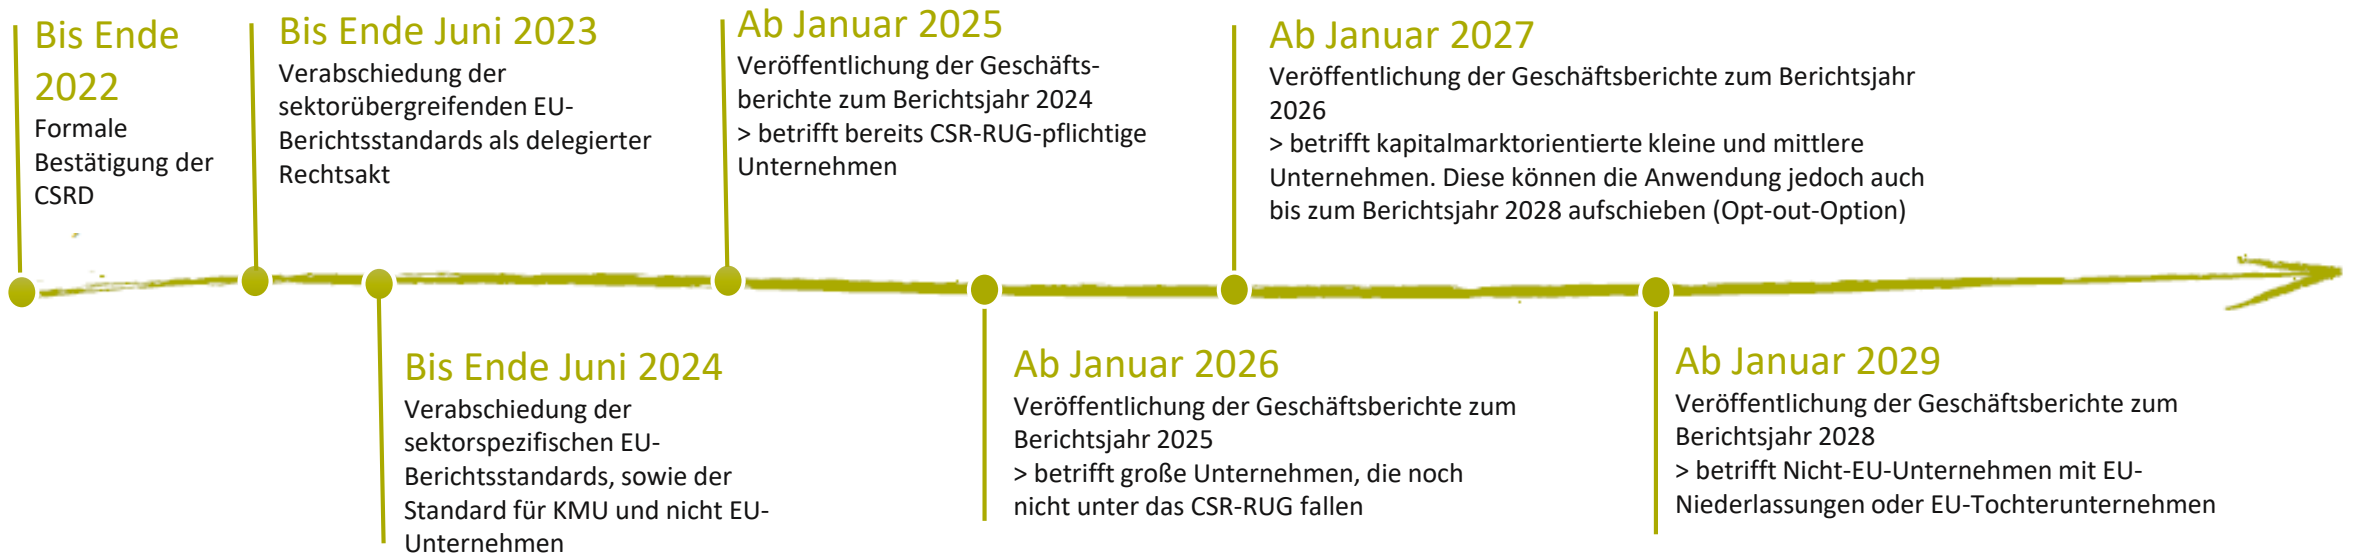 Bis Ende
2022
Formale
Bestätigung der
CSRD
Bis Ende Juni 2023
Verabschiedung der
sektorübergreifenden EU-
Berichtsstandards als delegierter
Rechtsakt
Bis Ende Juni 2024
Verabschiedung der
sektorspezifischen EU-
Berichtsstandards, sowie der
Standard für KMU und nicht EU-
Unternehmen
Ab Januar 2025
Veröffentlichung der Geschäfts-
berichte zum Berichtsjahr 2024
> betrifft bereits CSR-RUG-pflichtige
Unternehmen
Ab Januar 2026
Veröffentlichung der Geschäftsberichte zum
Berichtsjahr 2025
> betrifft große Unternehmen, die noch
nicht unter das CSR-RUG fallen
Ab Januar 2027
Veröffentlichung der Geschäftsberichte zum Berichtsjahr
2026
> betrifft kapitalmarktorientierte kleine und mittlere
Unternehmen. Diese können die Anwendung jedoch auch
bis zum Berichtsjahr 2028 aufschieben (Opt-out-Option)
Ab Januar 2029
Veröffentlichung der Geschäftsberichte zum
Berichtsjahr 2028
> betrifft Nicht-EU-Unternehmen mit EU-
Niederlassungen oder EU-Tochterunternehmen